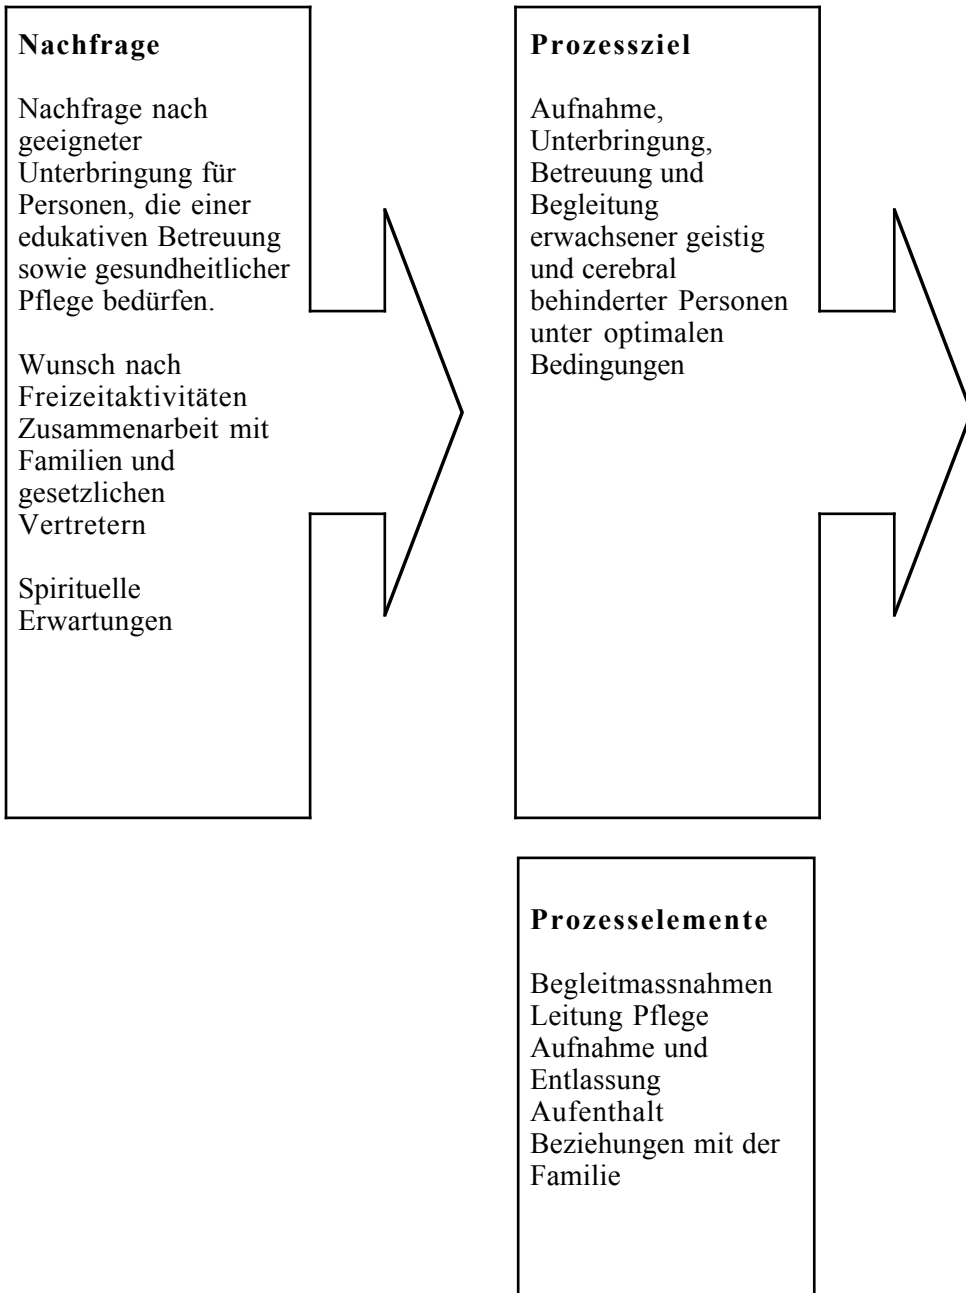 Nachfrage
Nachfrage nach
geeigneter
Unterbringung für
Personen, die einer
edukativen Betreuung
sowie gesundheitlicher
Pflege bedürfen.
Wunsch nach
Freizeitaktivitäten
Zusammenarbeit mit
Familien und
gesetzlichen
Vertretern
Spirituelle
Erwartungen
Prozessziel
Aufnahme,
Unterbringung,
Betreuung und
Begleitung
erwachsener geistig
und cerebral
behinderter Personen
unter optimalen
Bedingungen
Prozesselemente
Begleitmassnahmen
Leitung Pflege
Aufnahme und
Entlassung
Aufenthalt
Beziehungen mit der
Familie